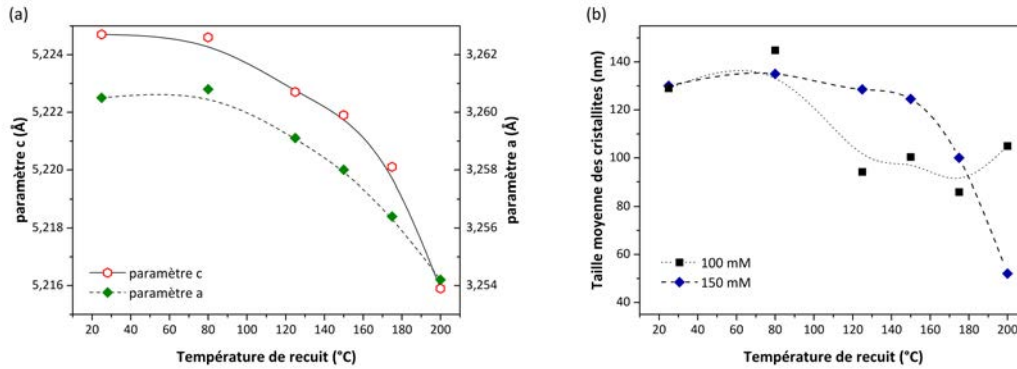 (a)
5,224
5,222
5,220
5,218
5,216
paramètre c (Å)
3,262
3,260
3,258
3,256
3,254
paramètre a (Å)
paramètre c
paramètre a
20 40 60 80 100 120 140 160 180 200
Température de recuit (°C)
(b)
140
120
100
80
60
40
Taille moyenne des cristallites (nm)
100 mM
150 mM
20 40 60 80 100 120 140 160 180 200
Température de recuit (°C)